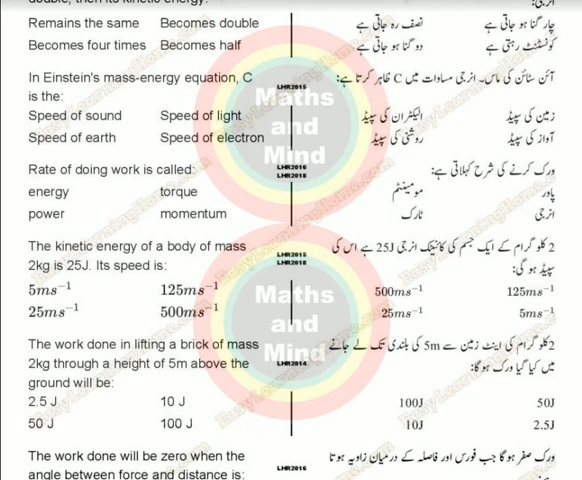 double, then its kinetic energy:
Remains the same Becomes double نصف رہ جاتی ہے چار گنا ہو جاتی ہے
Becomes four times Becomes half دو گنا ہو جاتی ہے کونسٹنٹ رہتی ہے
In Einstein's mass-energy equation, C آئن سٹائن کی ماس۔ انرجی مساوات میں C ظاہر کرتا ہے:
LHR2015
is the:
Speed of sound Speed of light الیکٹران کی سپیڈ زمین کی سپیڈ
Speed of earth Speed of electron روشنی کی سپیڈ آواز کی سپیڈ
Maths
and
Mind
Rate of doing work is called: LHR2016 ورک کرنے کی شرح کہلاتی ہے:
LHR2018
energy torque مومینٹم پاور
power momentum ٹارک انرجی
The kinetic energy of a body of mass 2 کلو گرام کے ایک جسم کی کائنیٹک انرجی 25J ہے اس کی
LHR2015
2kg is 25J. Its speed is: LHR2018 سپیڈ ہو گی:
5ms⁻¹ 125ms⁻¹ 500ms⁻¹ 125ms⁻¹
25ms⁻¹ 500ms⁻¹ 25ms⁻¹ 5ms⁻¹
Maths
and
Mind
The work done in lifting a brick of mass 2کلو گرام کی اینٹ زمین سے 5m کی بلندی تک لے جانے
2kg through a height of 5m above the LHR2014 میں کیا گیا ورک ہو گا:
ground will be:
2.5 J 10 J 100J 50J
50 J 100 J 10J 2.5J
The work done will be zero when the ورک صفر ہو گا جب فورس اور فاصلہ کے درمیان زاویہ ہوتا
LHR2016
angle between force and distance is:
EasyLearningHome.com